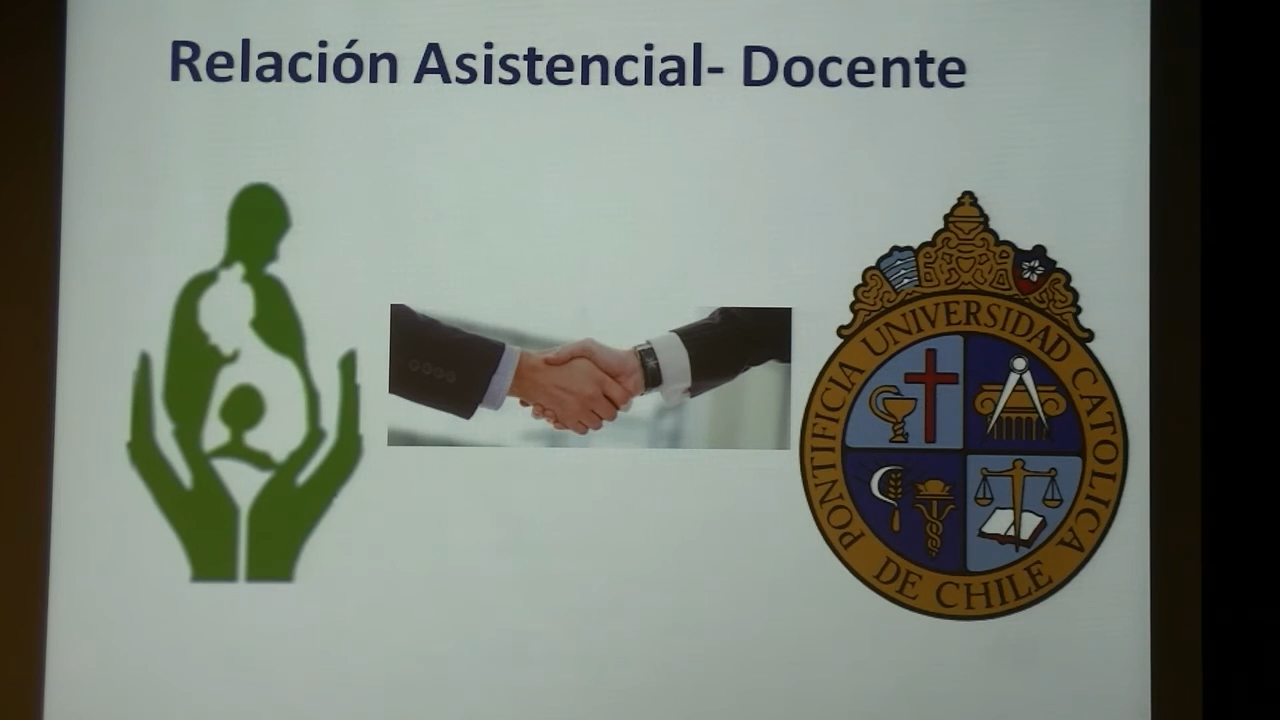 Relación Asistencial- Docente
PONTIFICIA UNIVERSIDAD CATOLICA
DE CHILE